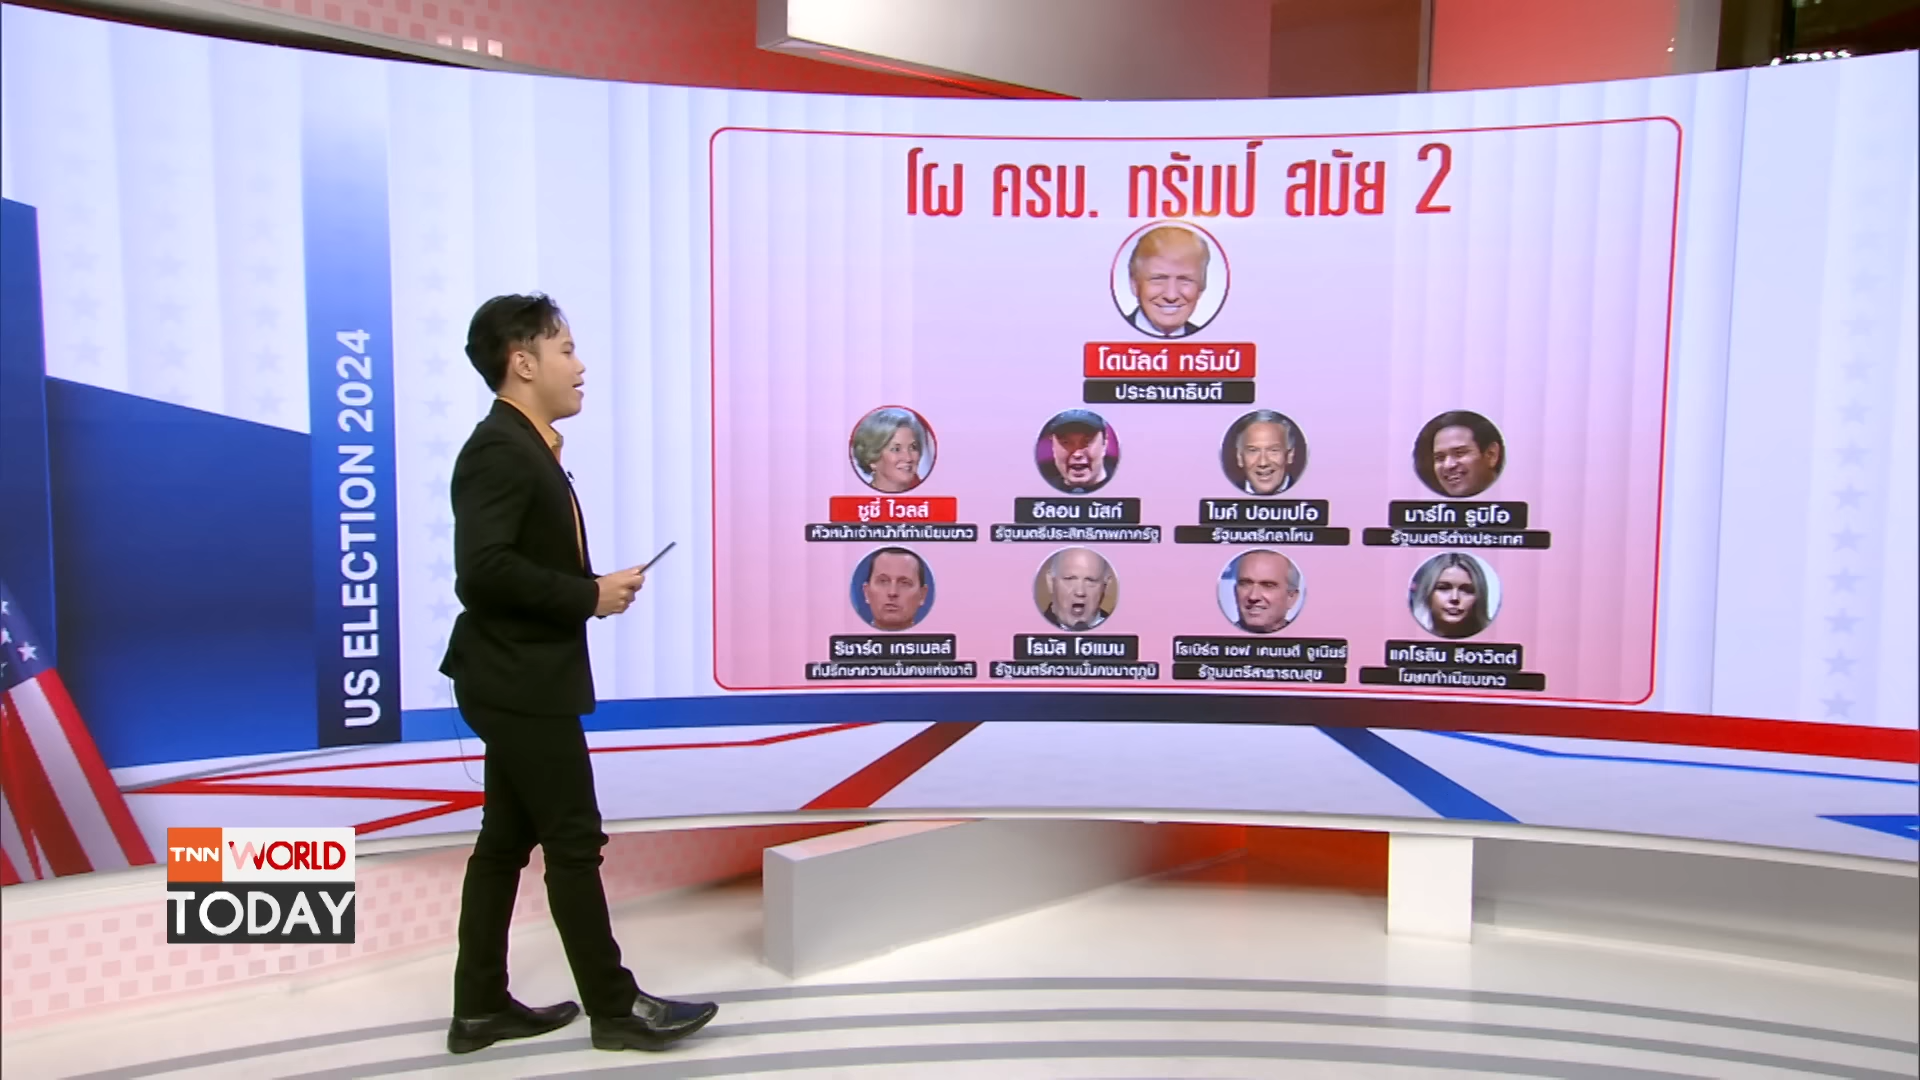 โผ ครม. ทรัมป์ สมัย 2
โดนัลด์ ทรัมป์
ประธานาธิบดี
ซูซี่ ไวลส์
หัวหน้าเจ้าหน้าที่ทำเนียบขาว
อีลอน มัสก์
รัฐมนตรีประสิทธิภาพภาครัฐ
ไมค์ ปอมเปโอ
รัฐมนตรีกลาโหม
มาร์โก รูบิโอ
รัฐมนตรีต่างประเทศ
ริชาร์ด เกรเนลล์
ที่ปรึกษาความมั่นคงแห่งชาติ
โธมัส โฮแมน
รัฐมนตรีความมั่นคงมาตุภูมิ
โรเบิร์ต เอฟ เคนเนดี จูเนียร์
รัฐมนตรีสาธารณสุข
แคโรลิน ลีอาวิตต์
โฆษกทำเนียบขาว
US ELECTION 2024
TNN WORLD
TODAY